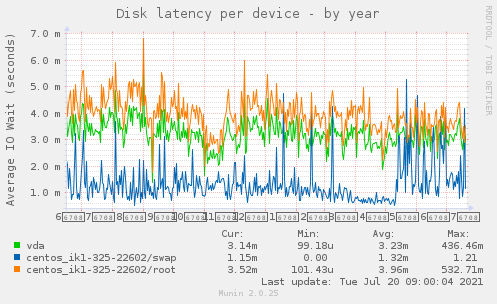 Disk latency per device - by year
RRDTOOL / TOBI OETIKER
Average IO Wait (seconds)
7.0 m
6.0 m
5.0 m
4.0 m
3.0 m
2.0 m
1.0 m
Cur: Min: Avg: Max:
vda 3.14m 99.18u 3.23m 436.46m
centos_ik1-325-22602/swap 1.15m 0.00 1.32m 1.21
centos_ik1-325-22602/root 3.52m 101.43u 3.96m 532.71m
Last update: Tue Jul 20 09:00:04 2021
Munin 2.0.25